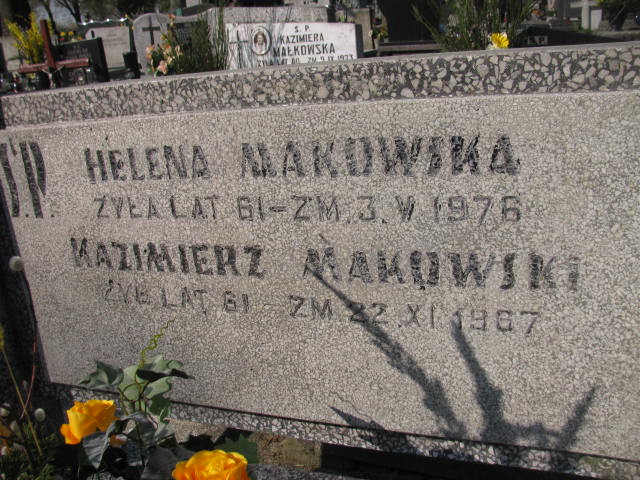 Ś.P.
KAZIMIERA
MAŁKOWSKA
Ś.P. HELENA MAKOWSKA
ŻYŁA LAT 61 - ZM. 3. V. 1976
KAZIMIERZ MAKOWSKI
ŻYŁ LAT. 61 - ZM. 22. XI 1967